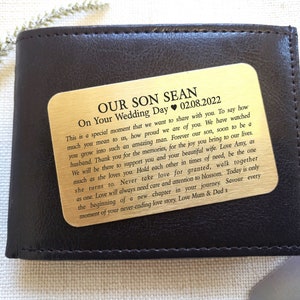 OUR SON SEAN
On Your Wedding Day ♥ 02.08.2022
This is a special moment that we want to share with you. To say how
much you mean to us, how proud we are of you. We have watched
you grow into such an amazing man. Forever our son, soon to be a
husband. Thank you for the memories, for the joy you bring to our lives.
We will be there to support you and your beautiful wife. Love Amy, as
much as she loves you. Hold each other in times of need, be the one
she turns to. Never take love for granted, walk together
as one. Love will always need care and attention to blossom. Today is only
the beginning of a new chapter in your journey. Savour every
moment of your never-ending love story. Love Mum & Dad x